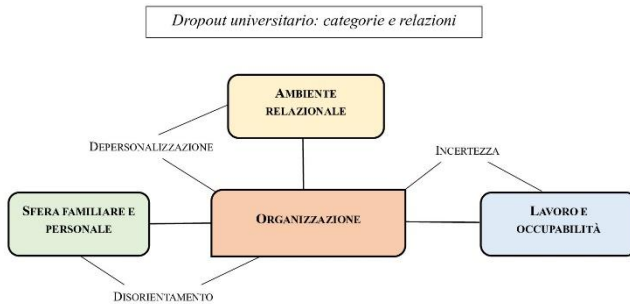 Dropout universitario: categorie e relazioni
AMBIENTE
RELAZIONALE
DEPERSONALIZZAZIONE
INCERTEZZA
SFERA FAMILIARE E
PERSONALE
ORGANIZZAZIONE
LAVORO E
OCCUPABILITÀ
DISORIENTAMENTO